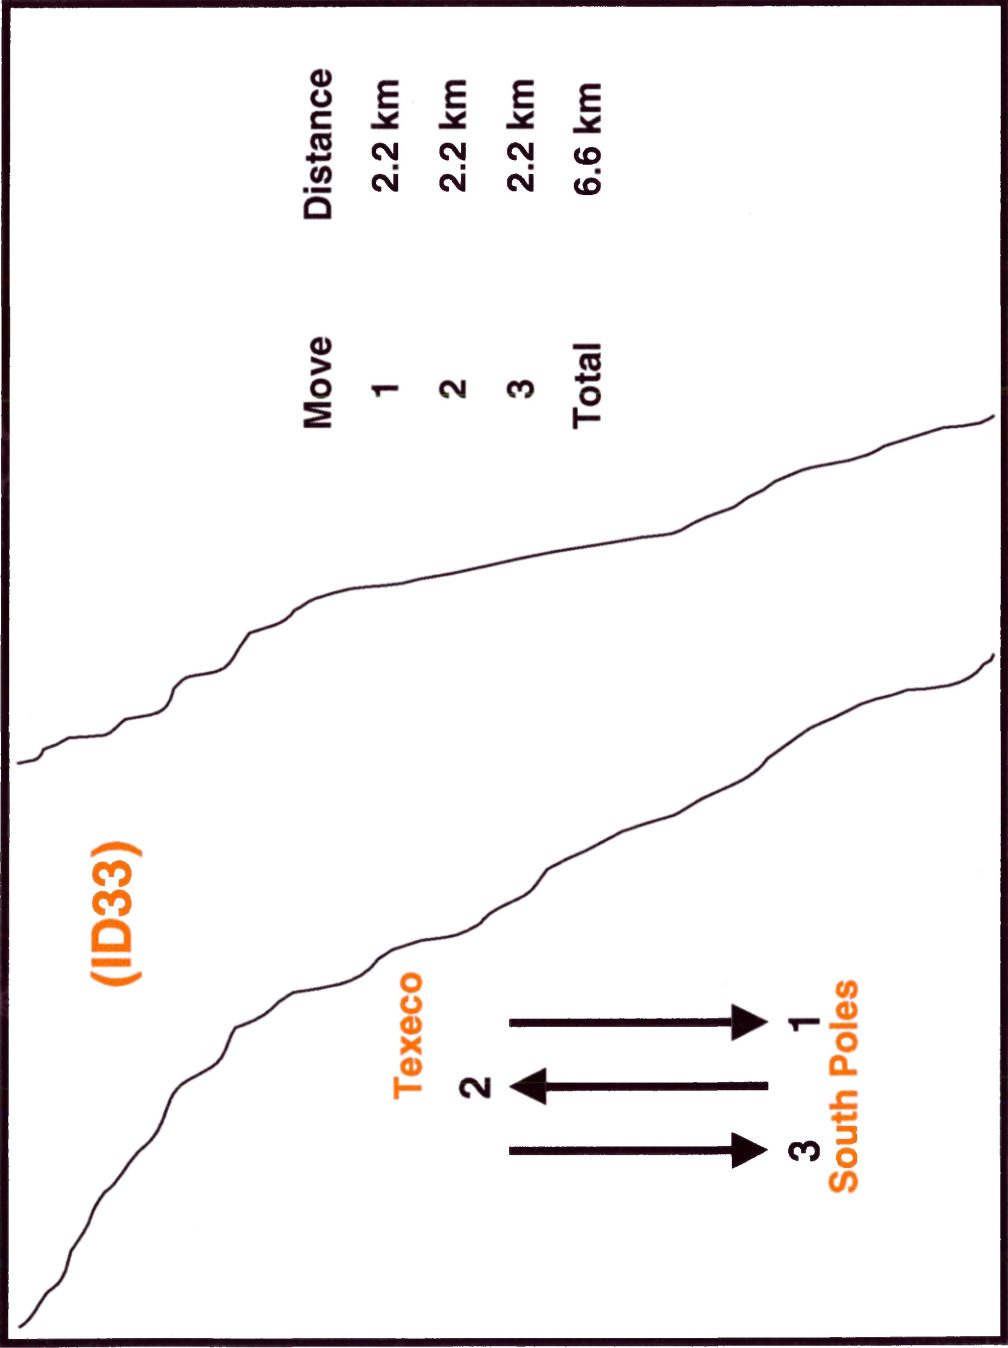 (ID33)
Texeco
2
1
3
South Poles
Move Distance
1 2.2 km
2 2.2 km
3 2.2 km
Total 6.6 km